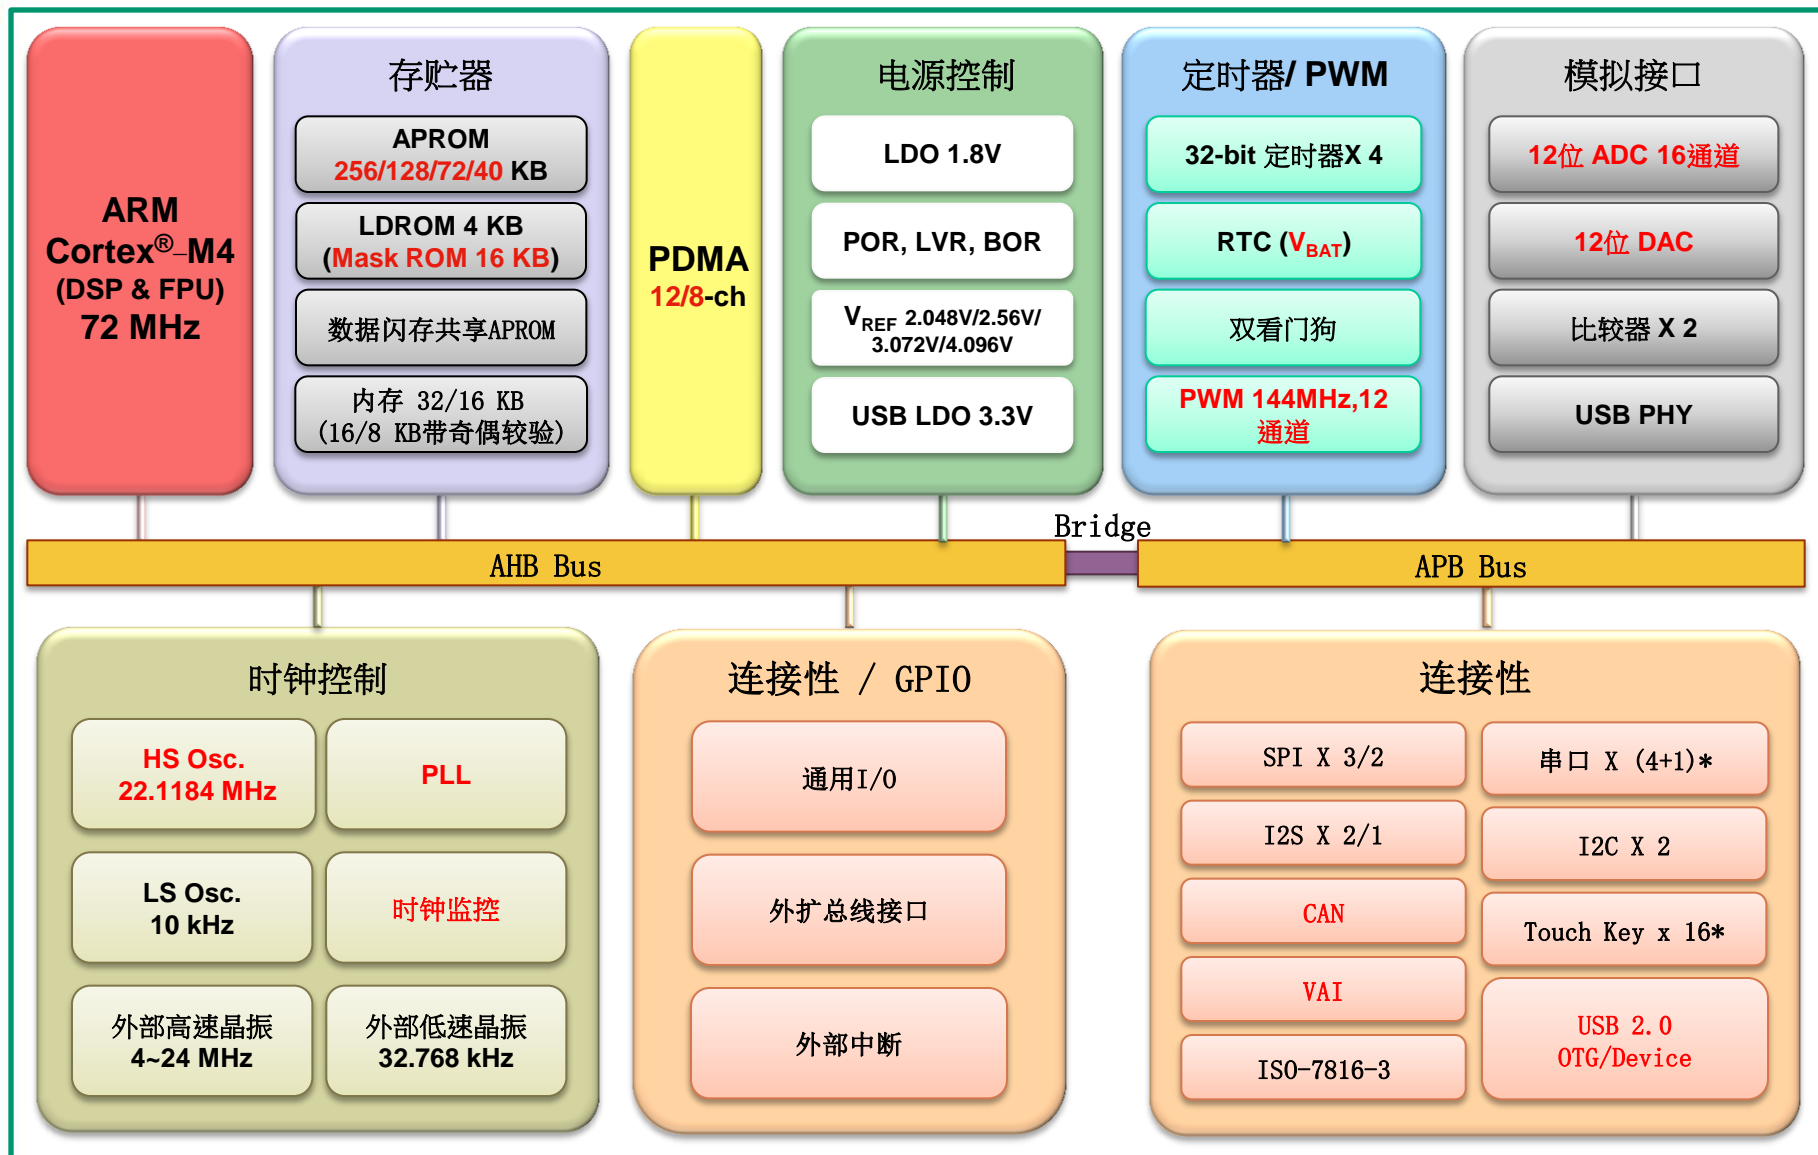 ARM
Cortex®-M4
(DSP & FPU)
72 MHz
存贮器
APROM
256/128/72/40 KB
LDROM 4 KB
(Mask ROM 16 KB)
数据闪存共享APROM
内存 32/16 KB
(16/8 KB带奇偶较验)
PDMA
12/8-ch
电源控制
LDO 1.8V
POR, LVR, BOR
VREF 2.048V/2.56V/
3.072V/4.096V
USB LDO 3.3V
定时器/ PWM
32-bit 定时器X 4
RTC (VBAT)
双看门狗
PWM 144MHz,12
通道
模拟接口
12位 ADC 16通道
12位 DAC
比较器 X 2
USB PHY
AHB Bus
Bridge
APB Bus
时钟控制
HS Osc.
22.1184 MHz
PLL
LS Osc.
10 kHz
时钟监控
外部高速晶振
4~24 MHz
外部低速晶振
32.768 kHz
连接性 / GPIO
通用I/O
外扩总线接口
外部中断
连接性
SPI X 3/2
I2S X 2/1
CAN
VAI
ISO-7816-3
串口 X (4+1)*
I2C X 2
Touch Key x 16*
USB 2.0
OTG/Device